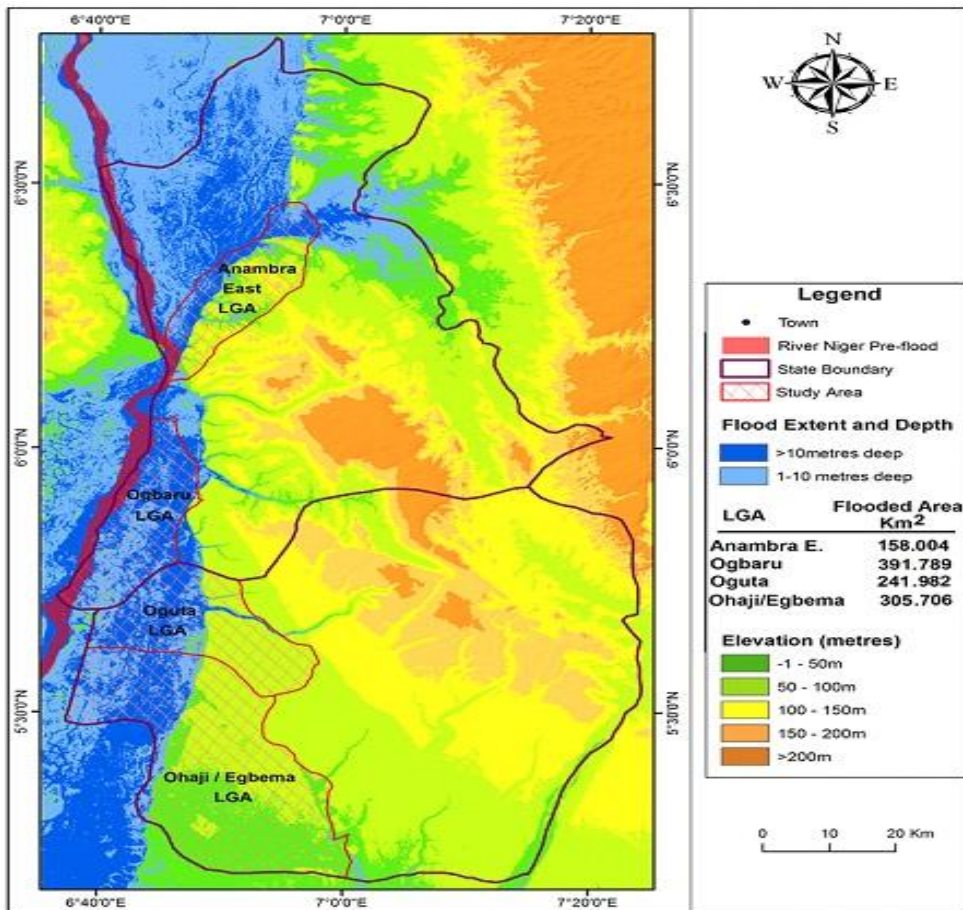 6°40'0"E 7°0'0"E 7°20'0"E
N
W E
S
6°30'0"N 6°30'0"N
Anambra
East
LGA
6°0'0"N 6°0'0"N
Ogbaru
LGA
Oguta
LGA
5°30'0"N 5°30'0"N
Ohaji / Egbema
LGA
6°40'0"E 7°0'0"E 7°20'0"E
Legend
Town
River Niger Pre-flood
State Boundary
Study Area
Flood Extent and Depth
>10metres deep
1-10 metres deep
LGA Flooded Area
Km2
Anambra E. 158.004
Ogbaru 391.789
Oguta 241.982
Ohaji/Egbema 305.706
Elevation (metres)
-1 - 50m
50 - 100m
100 - 150m
150 - 200m
>200m
0 10 20 Km